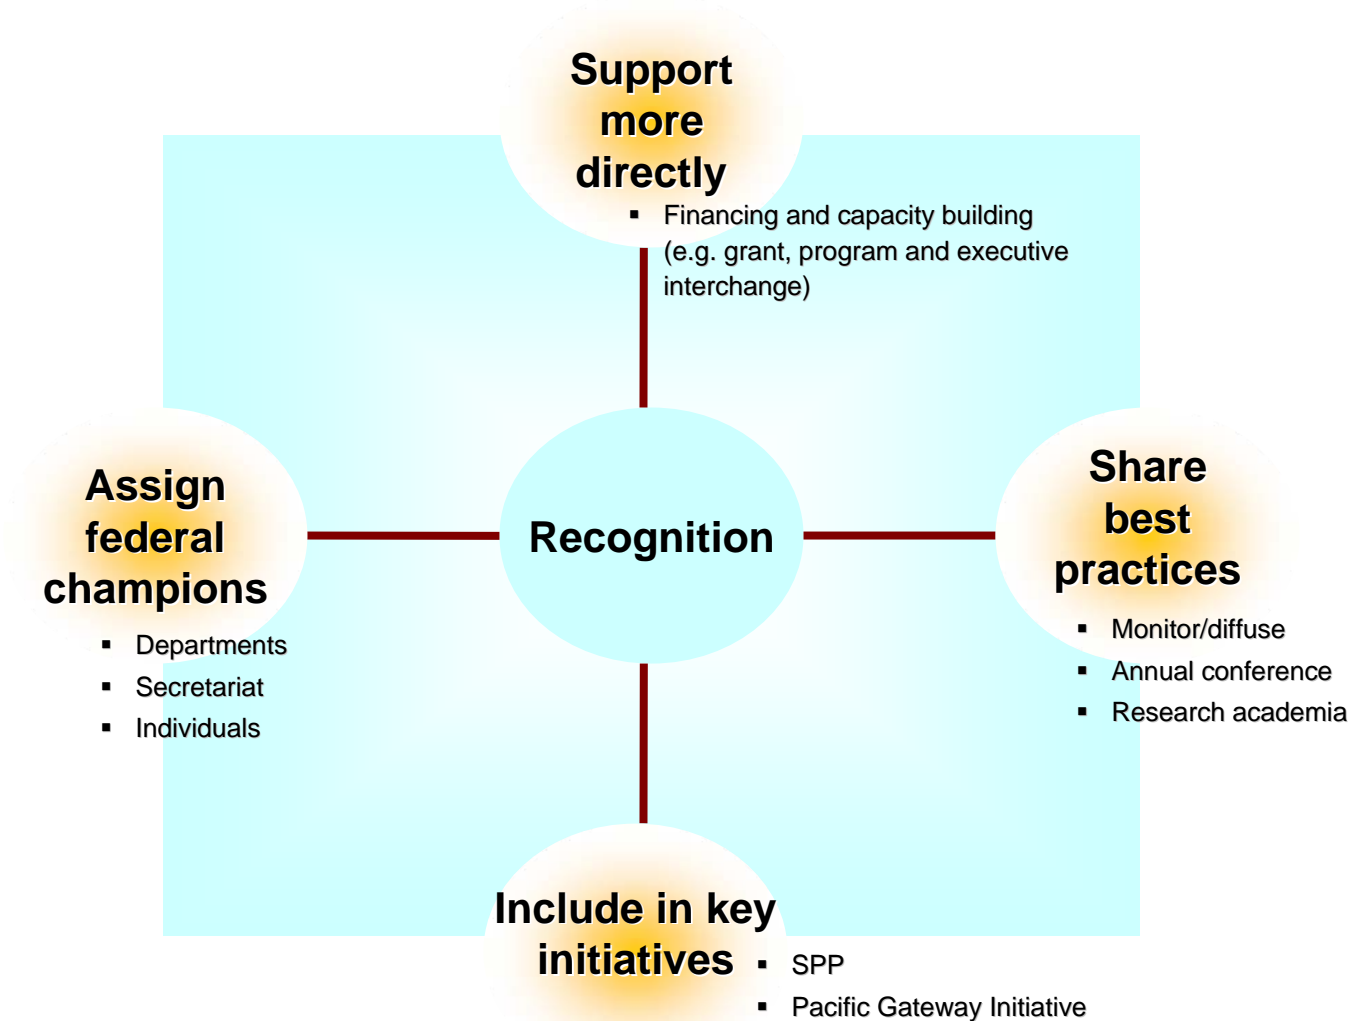 Support
more
directly
▪ Financing and capacity building
(e.g. grant, program and executive
interchange)
Assign
federal
champions
▪ Departments
▪ Secretariat
▪ Individuals
Recognition
Share
best
practices
▪ Monitor/diffuse
▪ Annual conference
▪ Research academia
Include in key
initiatives
▪ SPP
▪ Pacific Gateway Initiative